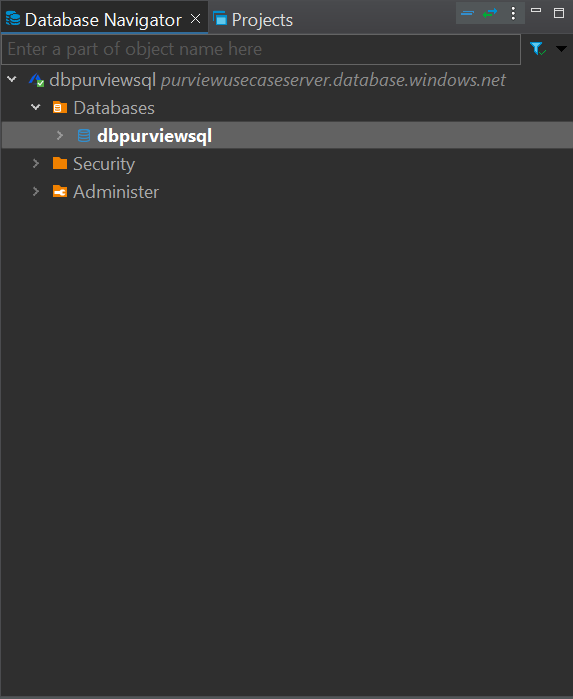 Database Navigator Projects
Enter a part of object name here
dbpurviewsql purviewusecaseserver.database.windows.net
Databases
dbpurviewsql
Security
Administer